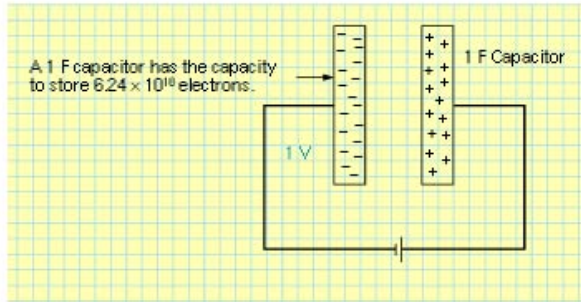 A 1 F capacitor has the capacity
to store 6.24 × 10¹⁸ electrons.
1 F Capacitor
1 V